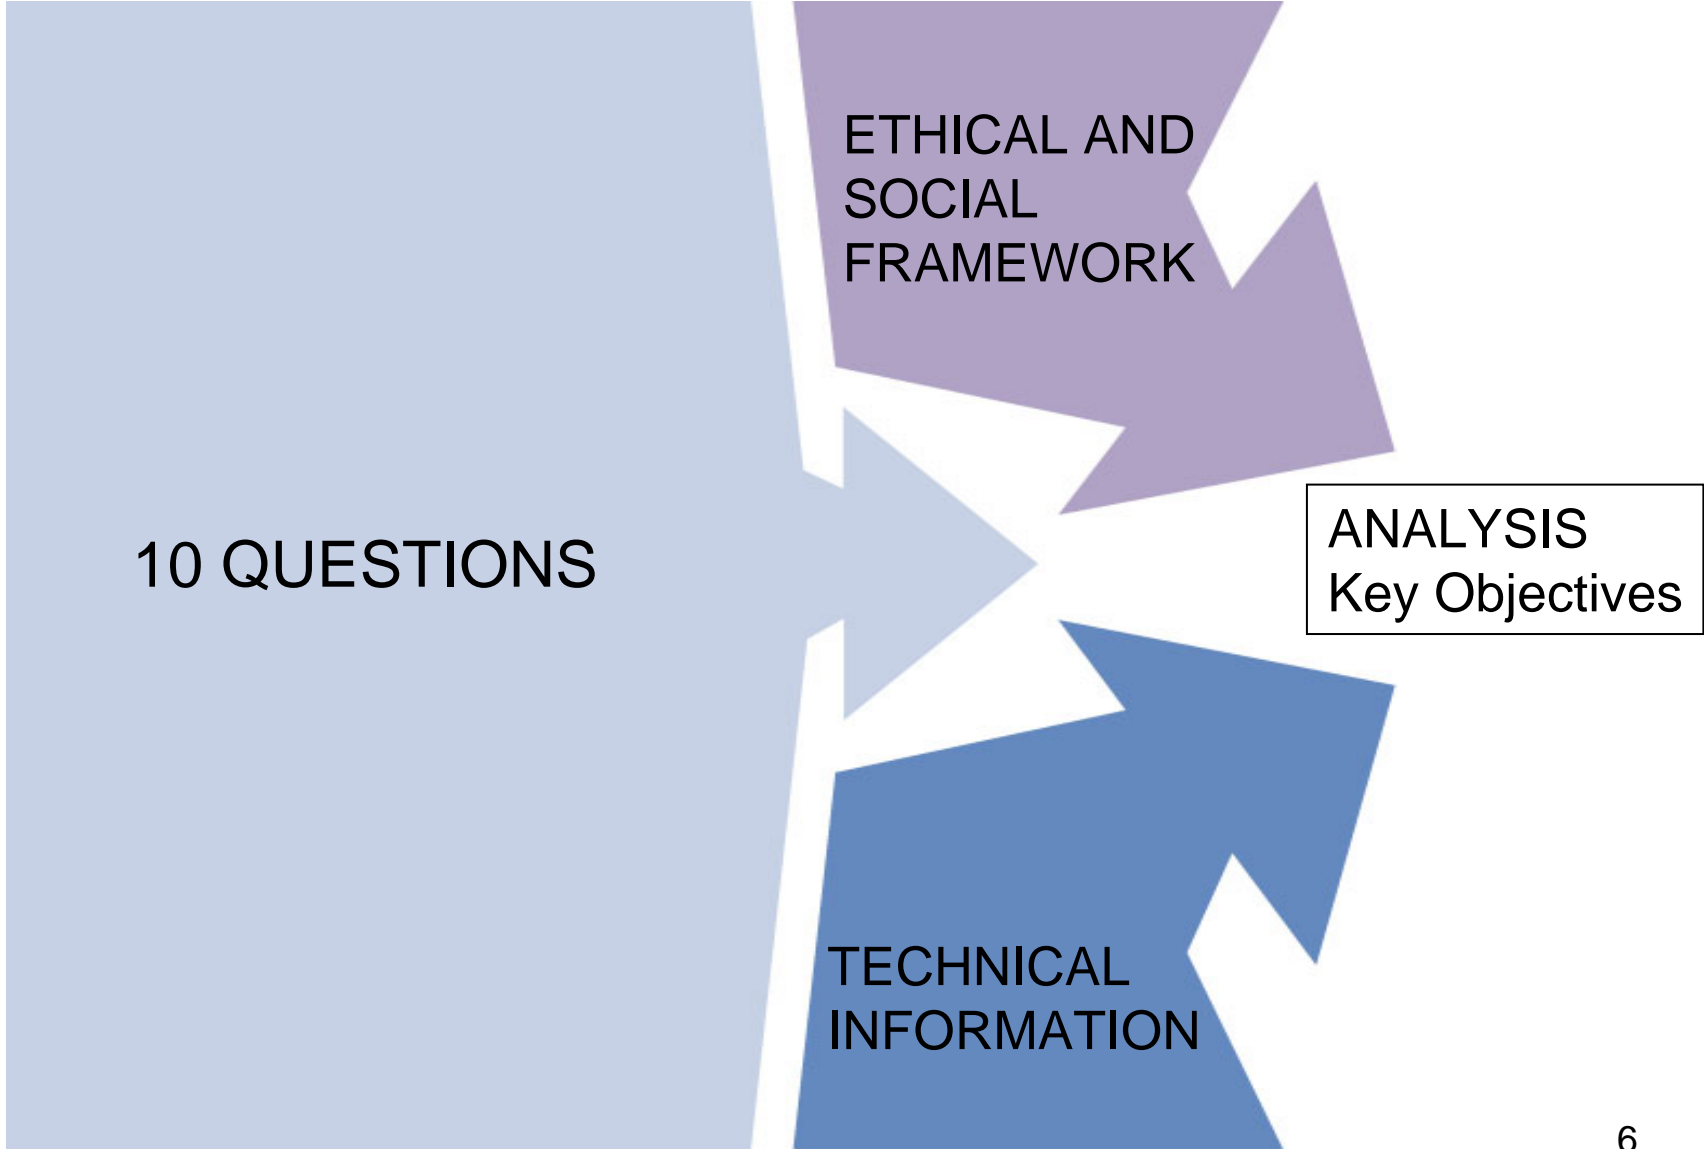 ETHICAL AND
SOCIAL
FRAMEWORK
10 QUESTIONS
ANALYSIS
Key Objectives
TECHNICAL
INFORMATION
6